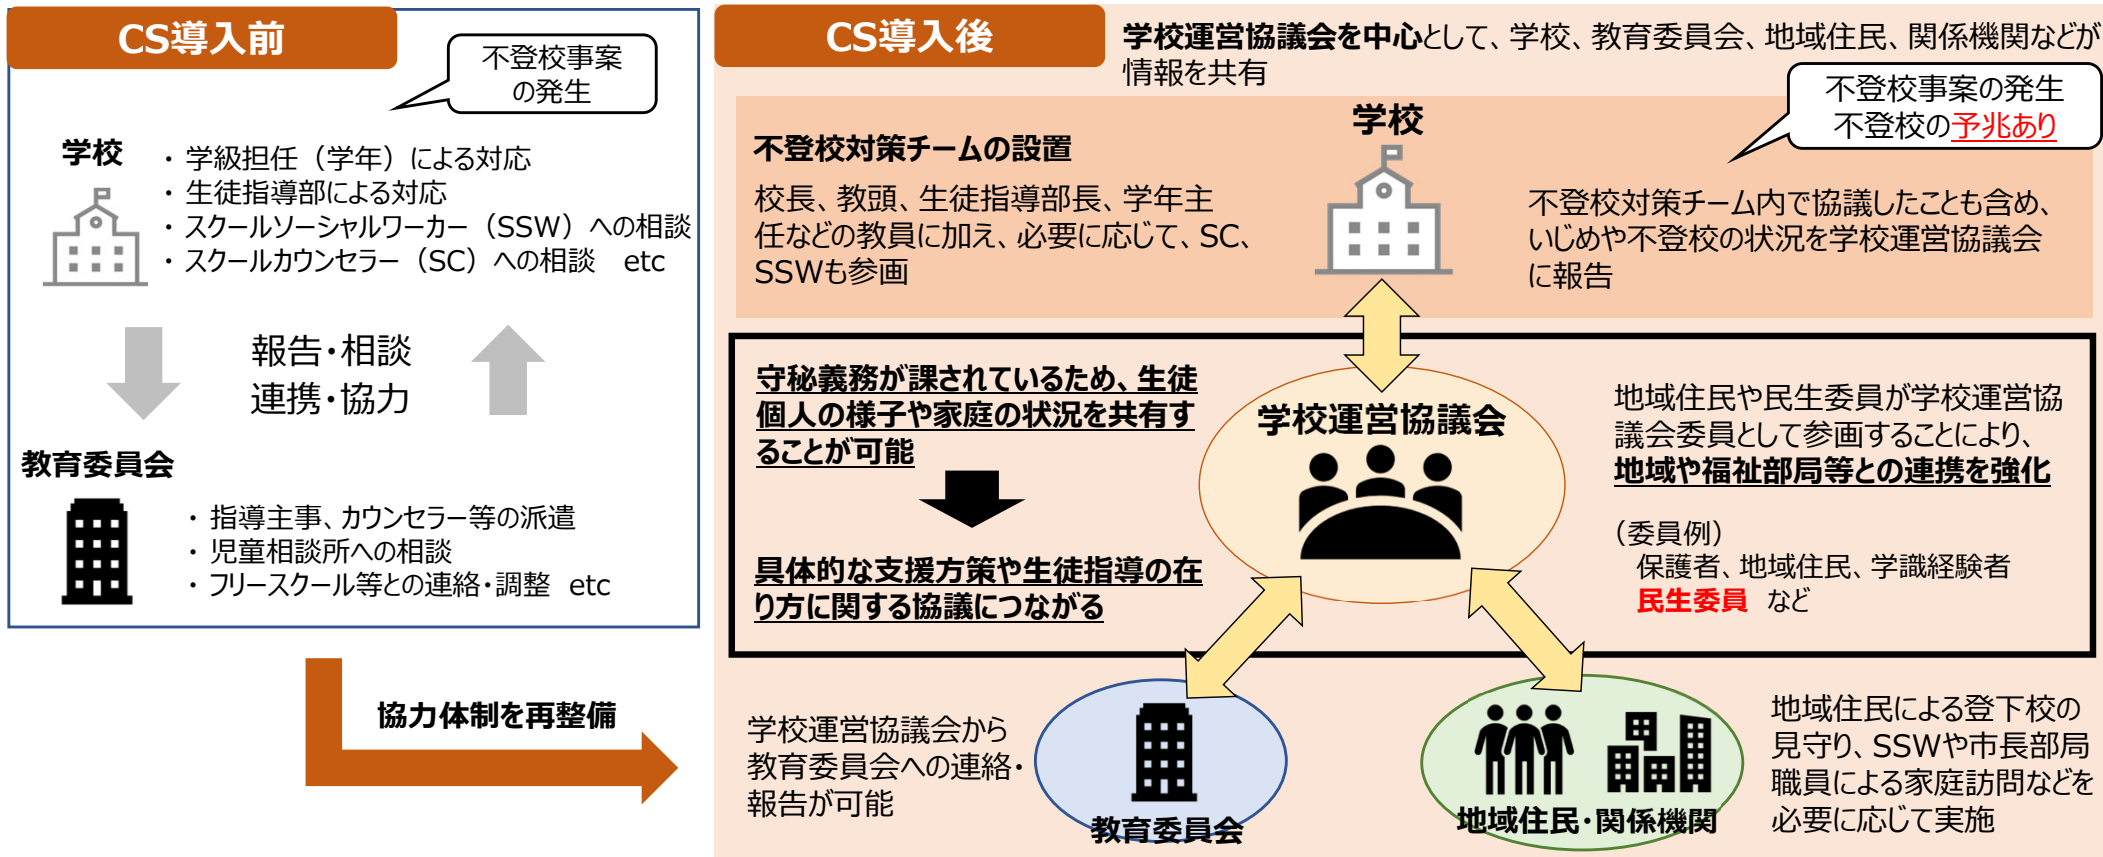 CS導入前
不登校事案
の発生
学校
・ 学級担任（学年）による対応
・ 生徒指導部による対応
・ スクールソーシャルワーカー（SSW）への相談
・ スクールカウンセラー（SC）への相談　etc
報告・相談
連携・協力
教育委員会
・ 指導主事、カウンセラー等の派遣
・ 児童相談所への相談
・ フリースクール等との連絡・調整 etc
協力体制を再整備
CS導入後
学校運営協議会を中心として、学校、教育委員会、地域住民、関係機関などが
情報を共有
不登校事案の発生
不登校の予兆あり
不登校対策チームの設置
校長、教頭、生徒指導部長、学年主
任などの教員に加え、必要に応じて、SC、
SSWも参画
学校
不登校対策チーム内で協議したことも含め、
いじめや不登校の状況を学校運営協議会
に報告
守秘義務が課されているため、生徒
個人の様子や家庭の状況を共有す
ることが可能
具体的な支援方策や生徒指導の在
り方に関する協議につながる
学校運営協議会
地域住民や民生委員が学校運営協
議会委員として参画することにより、
地域や福祉部局等との連携を強化
（委員例）
保護者、地域住民、学識経験者
民生委員　など
学校運営協議会から
教育委員会への連絡・
報告が可能
教育委員会
地域住民・関係機関
地域住民による登下校の
見守り、SSWや市長部局
職員による家庭訪問などを
必要に応じて実施